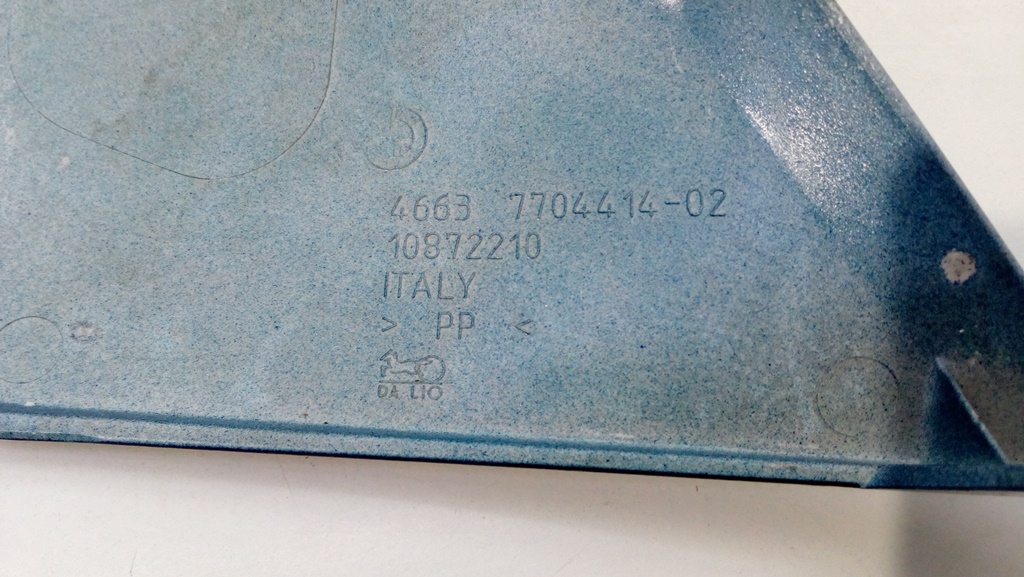 4663 7704414-02
10872210
ITALY
> PP <
DA LIO